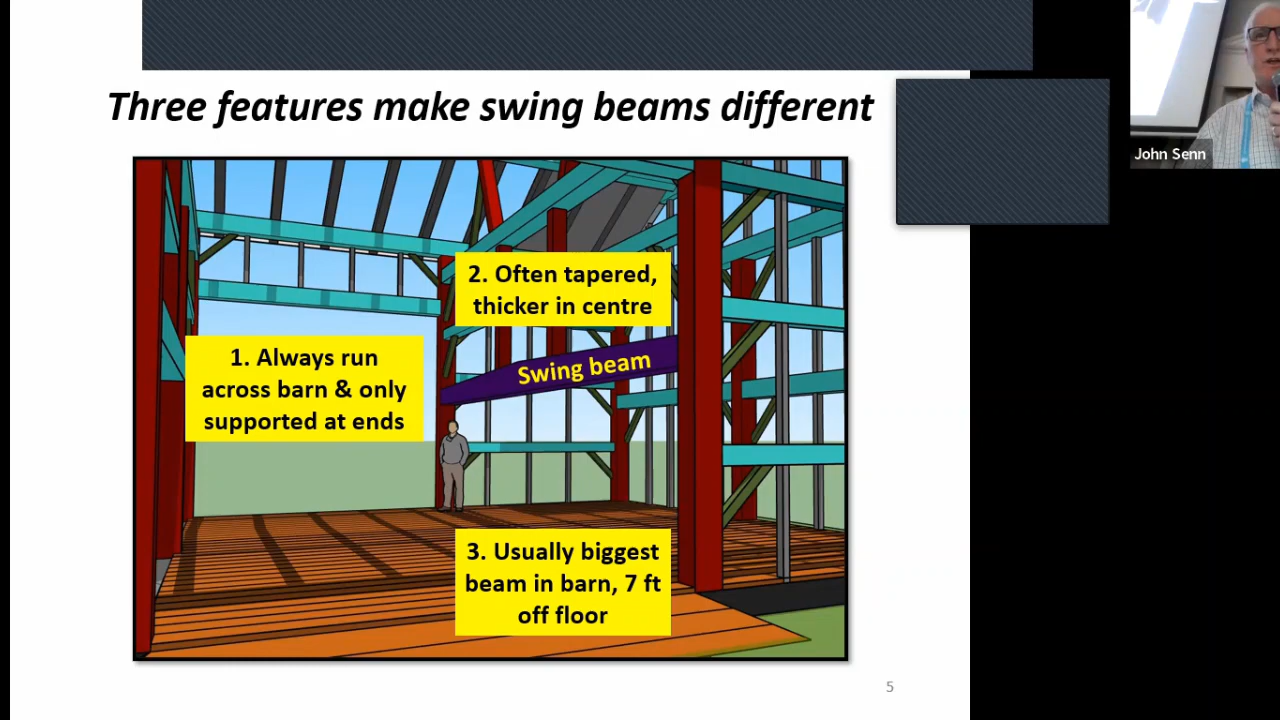 Three features make swing beams different
John Senn
2. Often tapered,
thicker in centre
1. Always run
across barn & only
supported at ends
Swing beam
3. Usually biggest
beam in barn, 7 ft
off floor
5